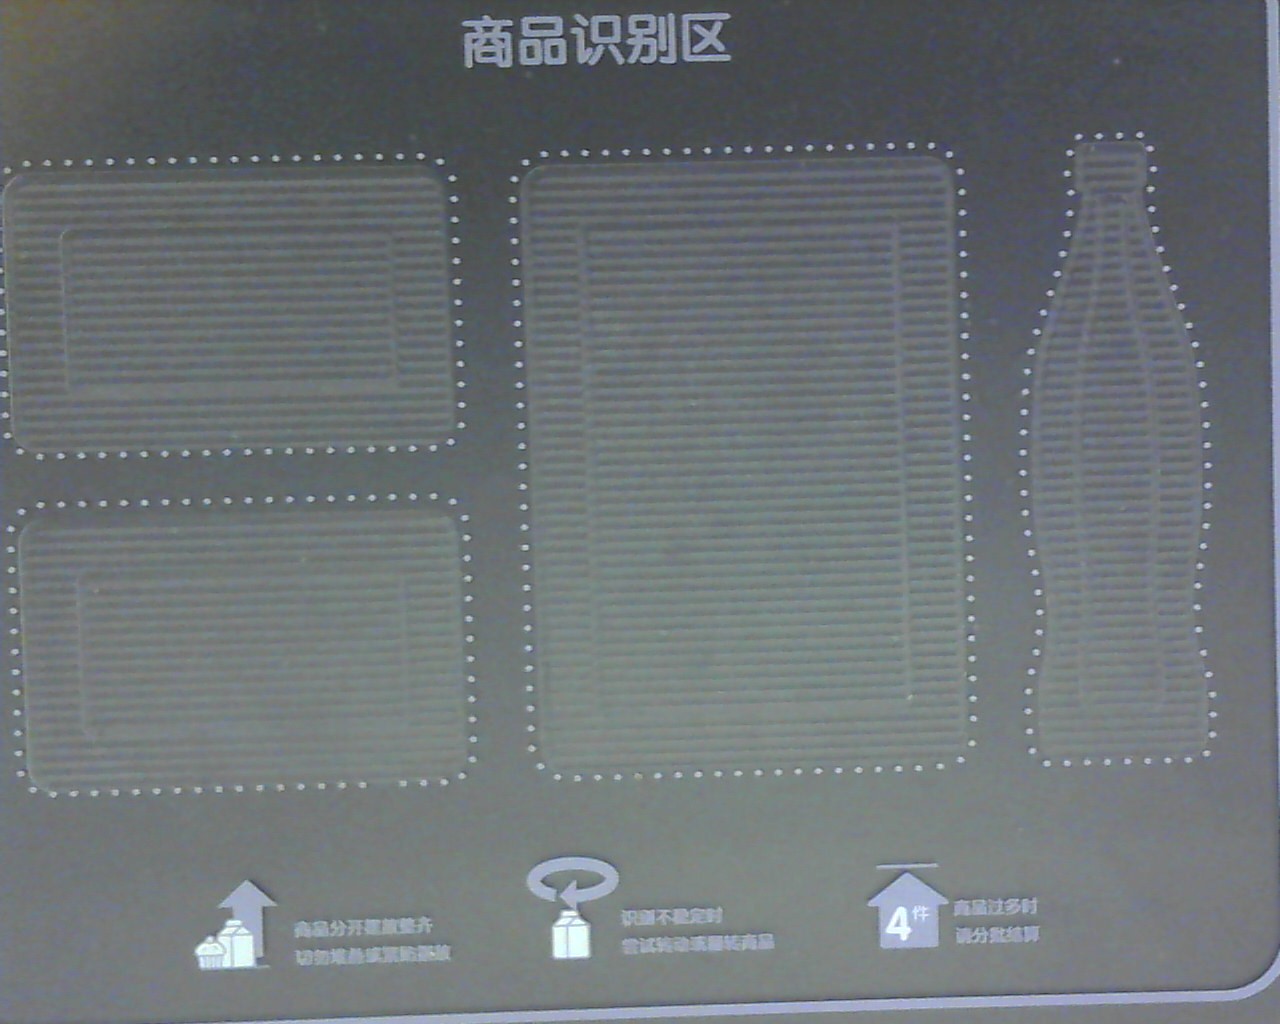 商品识别区
商品分开摆放整齐
切勿堆叠或紧贴摆放
识别不稳定时
尝试转动或翻转商品
4件
商品过多时
请分批结算